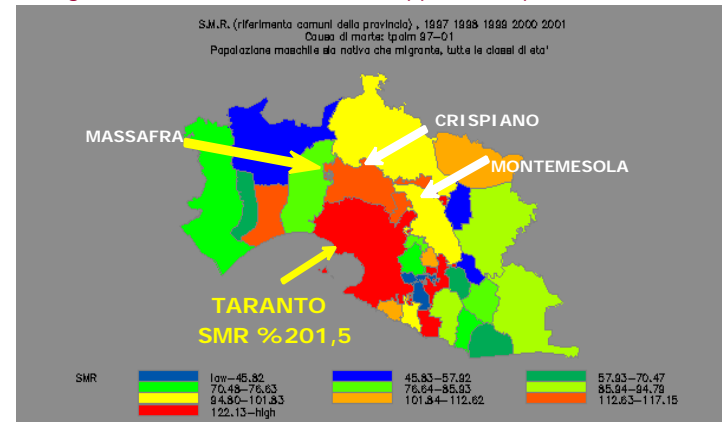 S.M.R. (riferimento comuni della provincia) , 1997 1998 1999 2000 2001
Causa di morte: tpolm 97-01
Popolazione maschile sia nativa che migrante, tutte le classi di eta'
CRISPIANO
MASSAFRA
MONTEMESOLA
TARANTO
SMR %201,5
SMR
low-45.82
45.83-57.92
57.93-70.47
70.48-76.63
76.64-85.93
85.94-94.79
94.80-101.83
101.84-112.62
112.63-117.15
122.13-high